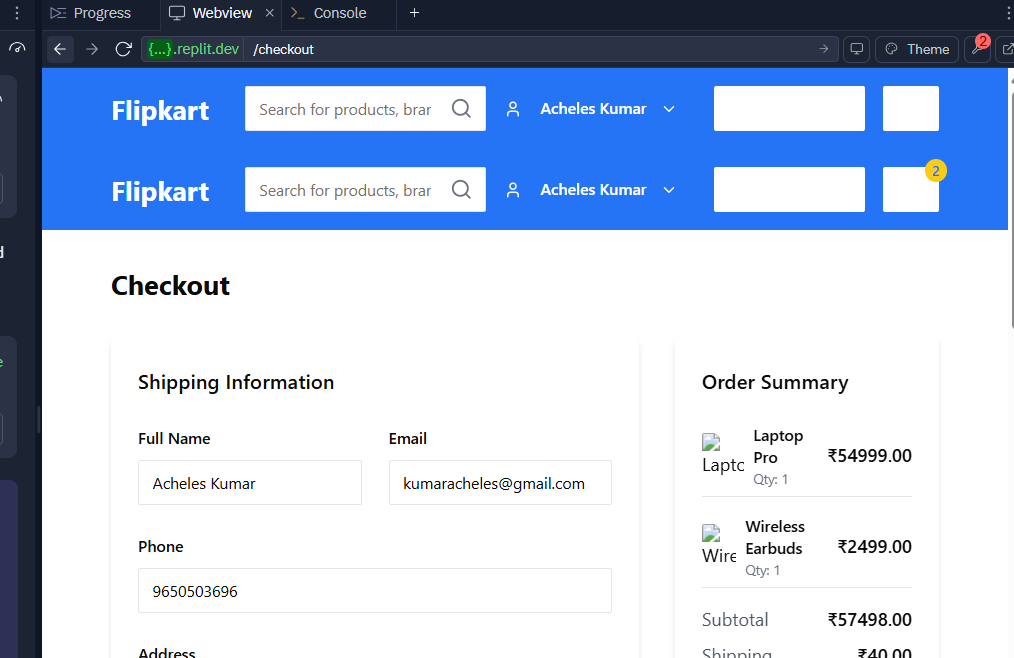 Progress
Webview
Console
{...}.replit.dev /checkout
Theme
2
Flipkart
Search for products, brar
Acheles Kumar
Flipkart
Search for products, brar
Acheles Kumar
2
Checkout
Shipping Information
Full Name
Email
Acheles Kumar
kumaracheles@gmail.com
Phone
9650503696
Address
Order Summary
Laptop
Pro
Lapto
Qty: 1
₹54999.00
Wireless
Earbuds
Wire
Qty: 1
₹2499.00
Subtotal ₹57498.00
Shipping ₹40.00